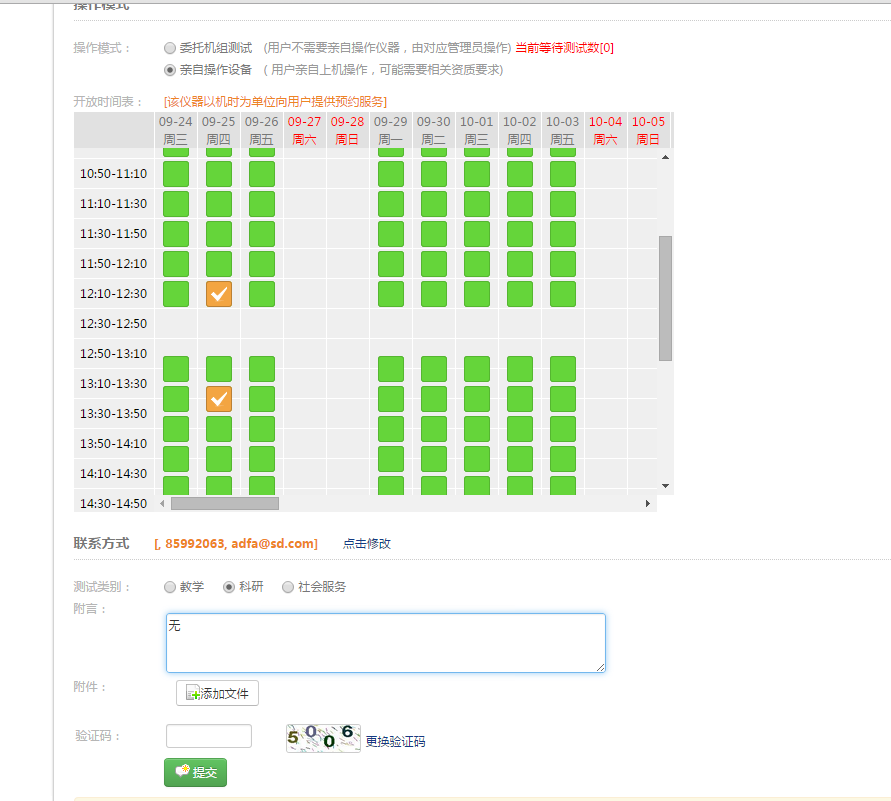 操作模式
操作模式： 委托机组测试 (用户不需要亲自操作仪器，由对应管理员操作) 当前等待测试数[0]
亲自操作设备 ( 用户亲自上机操作，可能需要相关资质要求)
开放时间表： [该仪器以机时为单位向用户提供预约服务]
09-24 09-25 09-26 09-27 09-28 09-29 09-30 10-01 10-02 10-03 10-04 10-05
周三 周四 周五 周六 周日 周一 周二 周三 周四 周五 周六 周日
10:50-11:10
11:10-11:30
11:30-11:50
11:50-12:10
12:10-12:30
12:30-12:50
12:50-13:10
13:10-13:30
13:30-13:50
13:50-14:10
14:10-14:30
14:30-14:50
联系方式 [, 85992063, adfa@sd.com] 点击修改
测试类别： 教学 科研 社会服务
附言：
无
附件： 添加文件
验证码： 5006 更换验证码
提交